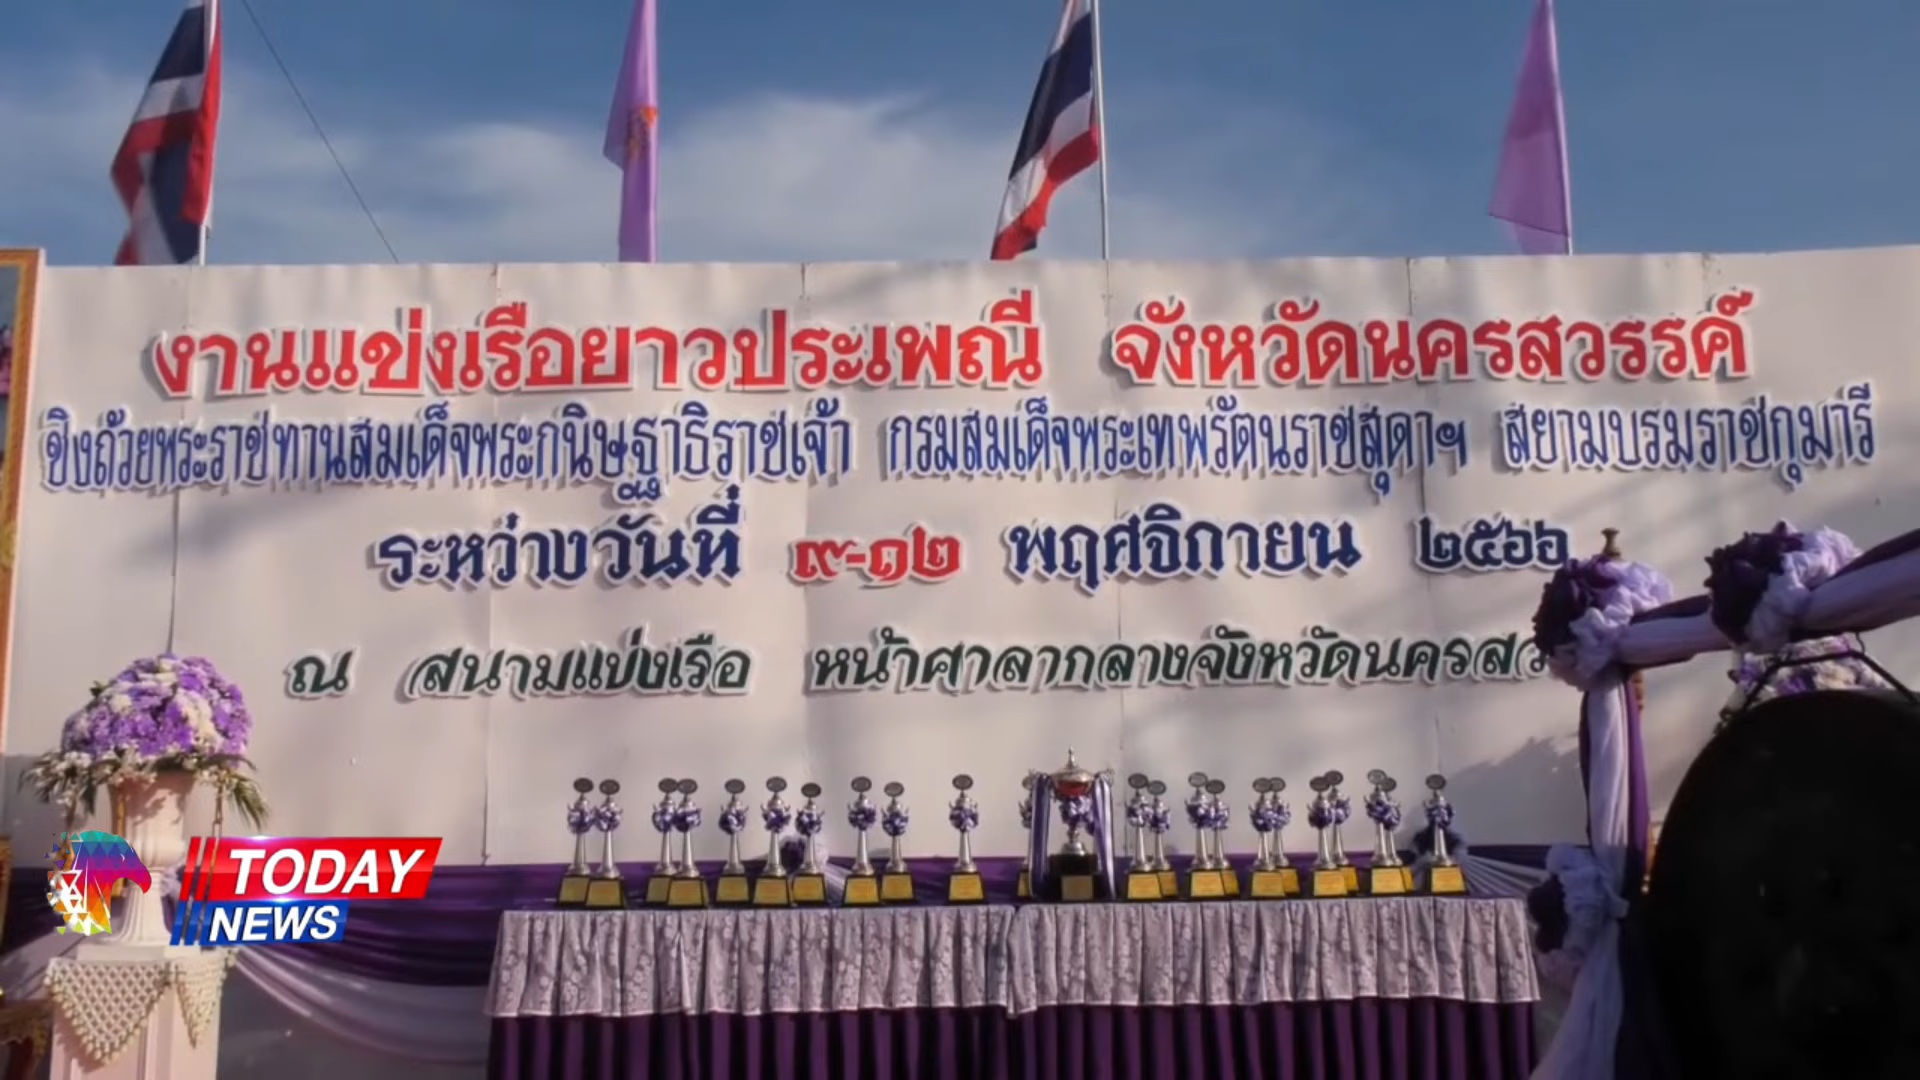 งานแข่งเรือยาวประเพณี จังหวัดนครสวรรค์
ชิงถ้วยพระราชทานสมเด็จพระกนิษฐาธิราชเจ้า กรมสมเด็จพระเทพรัตนราชสุดาฯ สยามบรมราชกุมารี
ระหว่างวันที่ ๙-๑๒ พฤศจิกายน ๒๕๖๖
ณ สนามแข่งเรือ หน้าศาลากลางจังหวัดนครสว
TODAY
NEWS